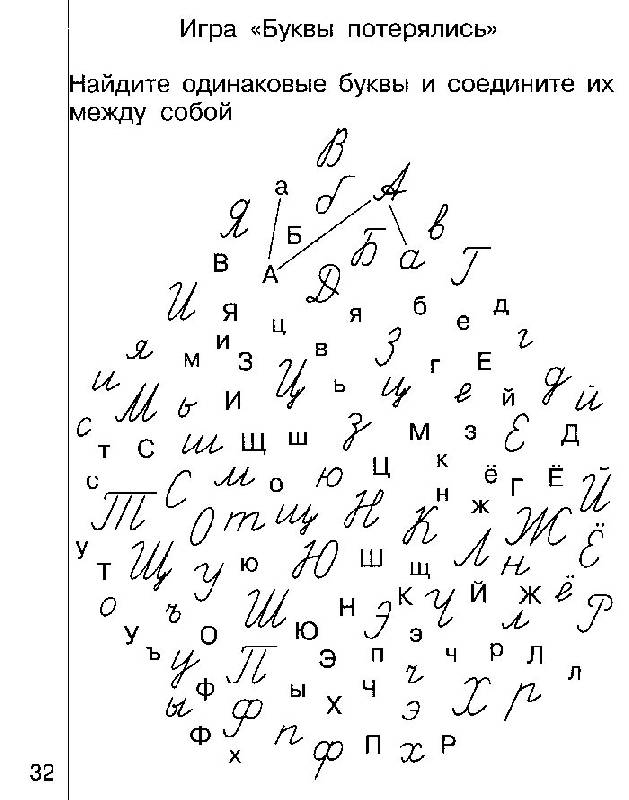 Игра «Буквы потерялись»
Найдите одинаковые буквы и соедините их
между собой
В
а б А
Я Б в
В А Б а Г
Д
И Я ц я б е д
я м и З в З г Е г
и М ь И Ц ь щ е й д й
с т С ш Щ ш З М з Е Д
с С м о ю Ц к ё Г Ё Й
Т О т щ Н н К ж Ж Ё
У Т Щ у ю Ю Ш щ Л н
о ъ Ш Н Э К Ч Й Ж ё Р
У О Ю э л
ъ ц П Э п ч р Л
ы ф ф ы Х Ч ч э Х р л
Ф х п ф П х Р
32